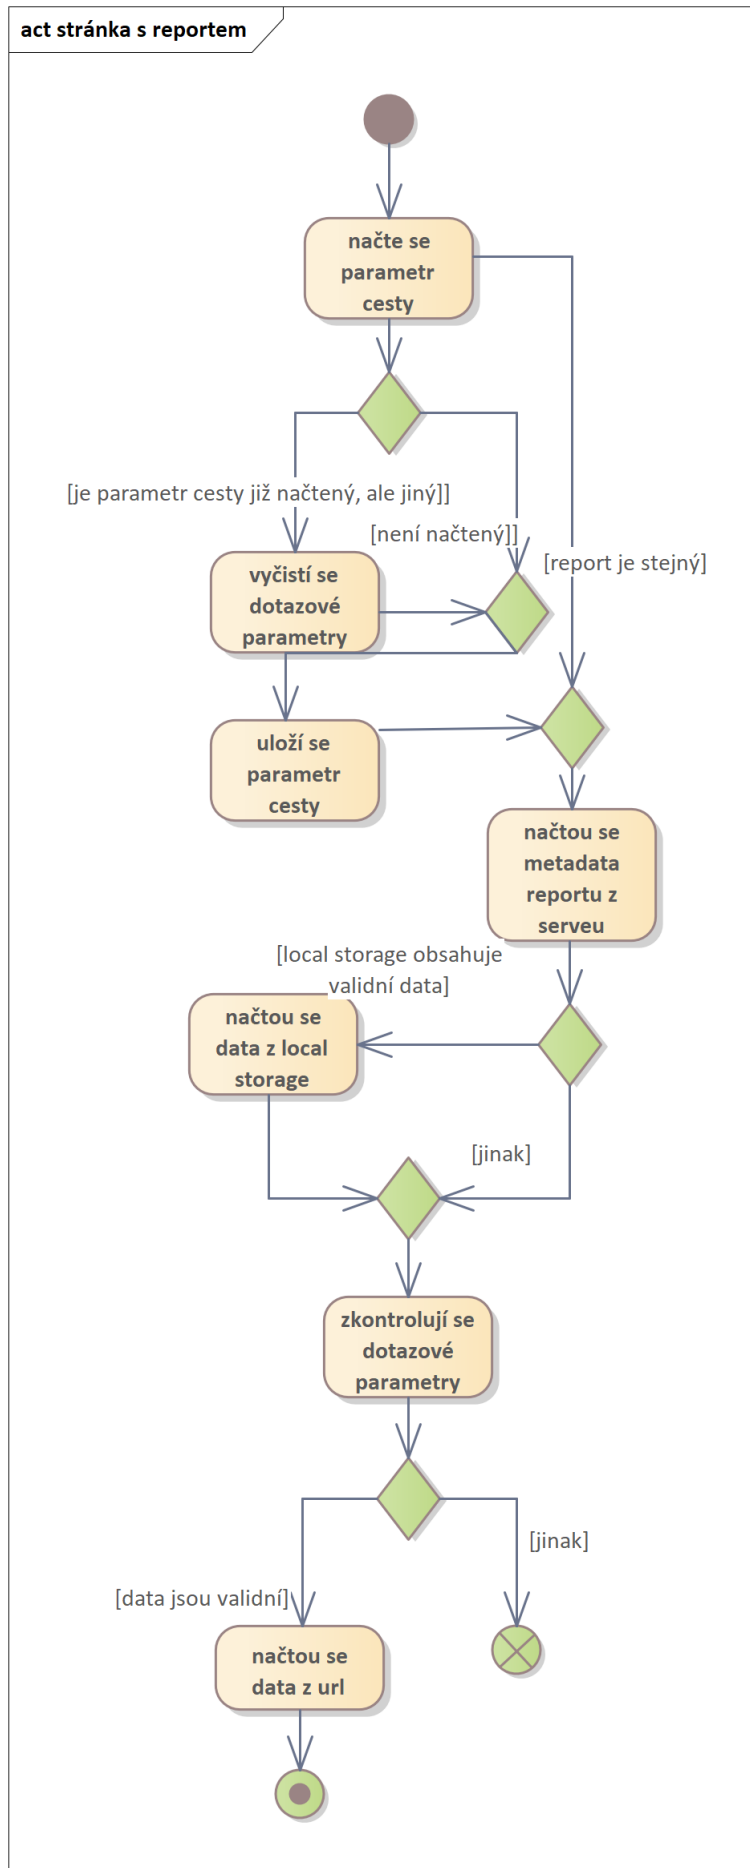 act stránka s reportem
načte se
parametr
cesty
[je parametr cesty již načtený, ale jiný]]
[není načtený]]
[report je stejný]
vyčistí se
dotazové
parametry
uloží se
parametr
cesty
načtou se
metadata
reportu z
serveu
[local storage obsahuje
validní data]
načtou se
data z local
storage
[jinak]
zkontrolují se
dotazové
parametry
[jinak]
[data jsou validní]
načtou se
data z url